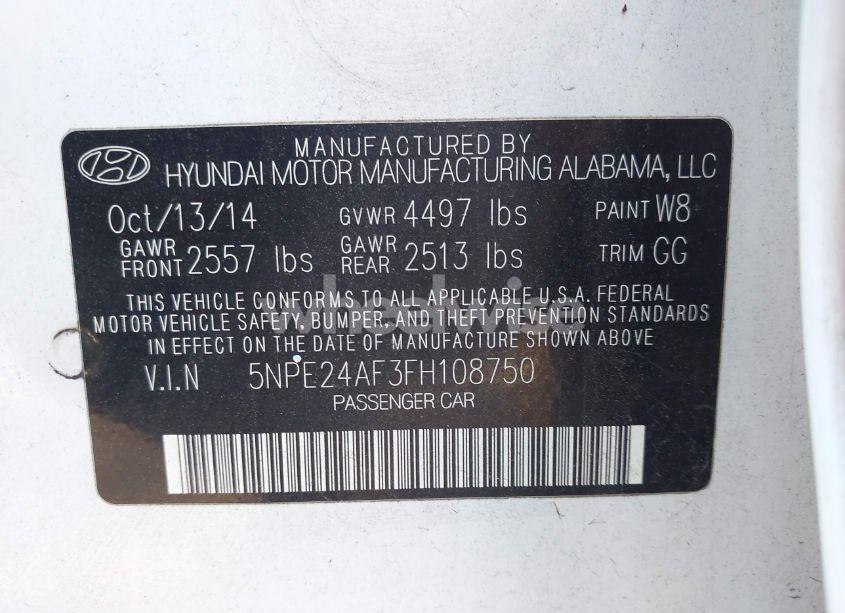 MANUFACTURED BY
HYUNDAI MOTOR MANUFACTURING ALABAMA, LLC
Oct/13/14 GVWR 4497 lbs PAINT W8
GAWR FRONT 2557 lbs GAWR REAR 2513 lbs TRIM GG
THIS VEHICLE CONFORMS TO ALL APPLICABLE U.S.A. FEDERAL
MOTOR VEHICLE SAFETY, BUMPER, AND THEFT PREVENTION STANDARDS
IN EFFECT ON THE DATE OF MANUFACTURE SHOWN ABOVE
V.I.N 5NPE24AF3FH108750
PASSENGER CAR
wheelwise